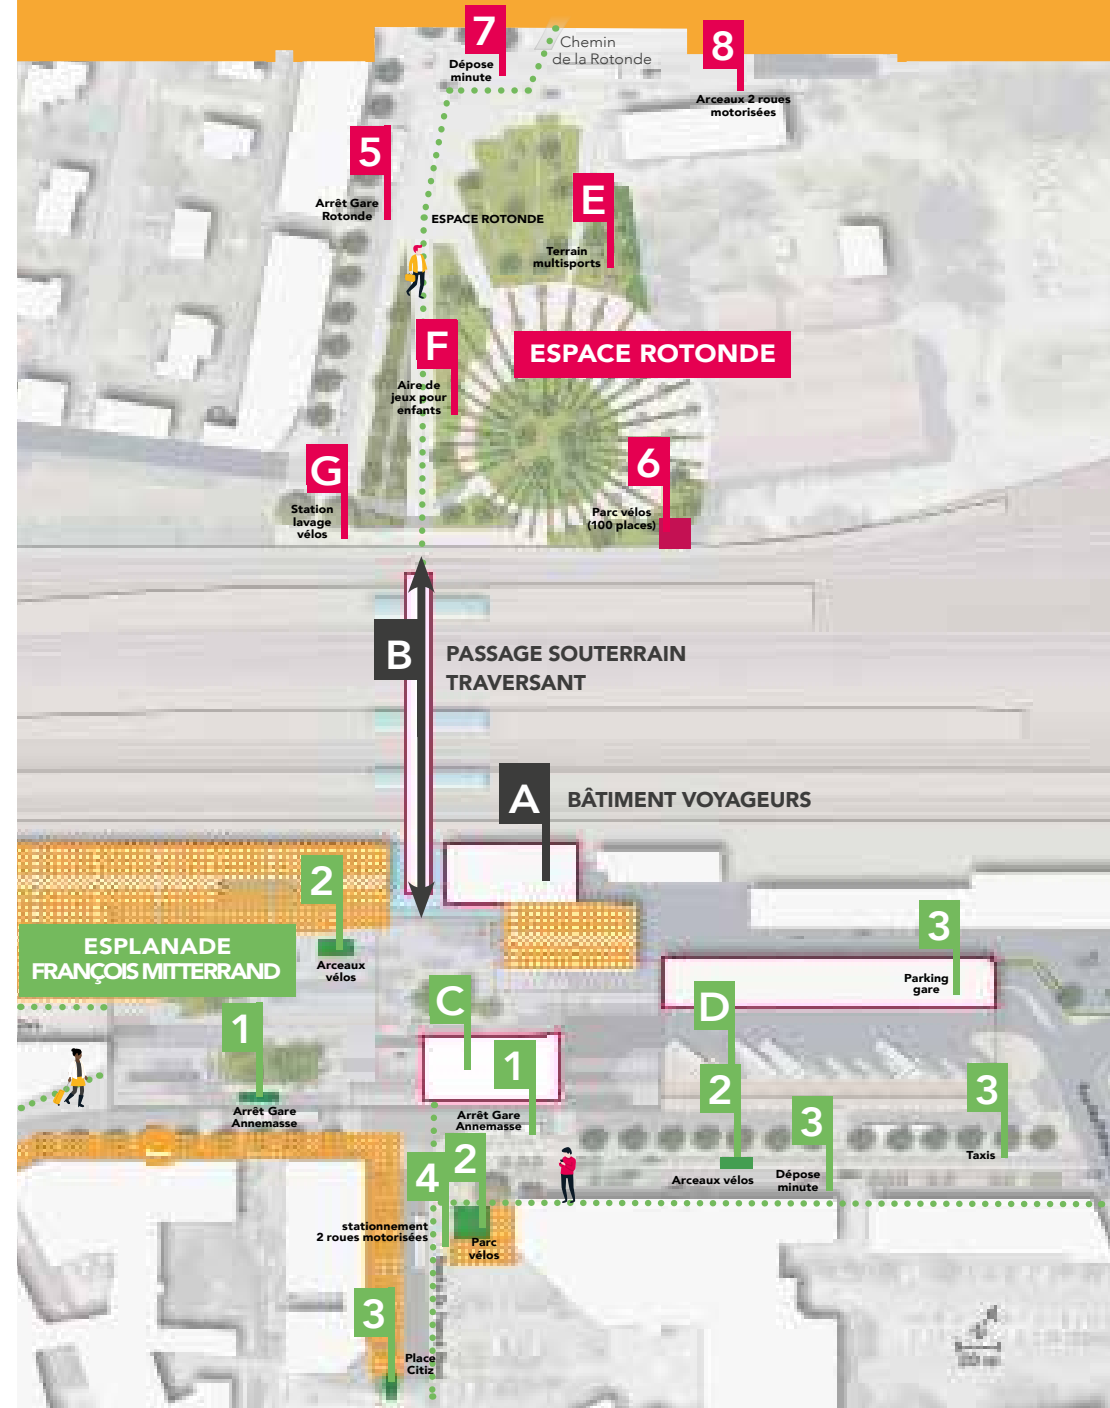 7
Dépose
minute
Chemin
de la Rotonde
8
Arceaux 2 roues
motorisées
5
Arrêt Gare
Rotonde
ESPACE ROTONDE
E
Terrain
multisports
F
Aire de
jeux pour
enfants
ESPACE ROTONDE
G
Station
lavage
vélos
6
Parc vélos
(100 places)
B
PASSAGE SOUTERRAIN
TRAVERSANT
A
BÂTIMENT VOYAGEURS
2
Arceaux
vélos
ESPLANADE
FRANÇOIS MITTERRAND
3
Parking
gare
C
D
1
Arrêt Gare
Annemasse
1
Arrêt Gare
Annemasse
2
Arceaux vélos
3
Dépose
minute
3
Taxis
4
stationnement
2 roues motorisées
2
Parc
vélos
3
Place
Citiz